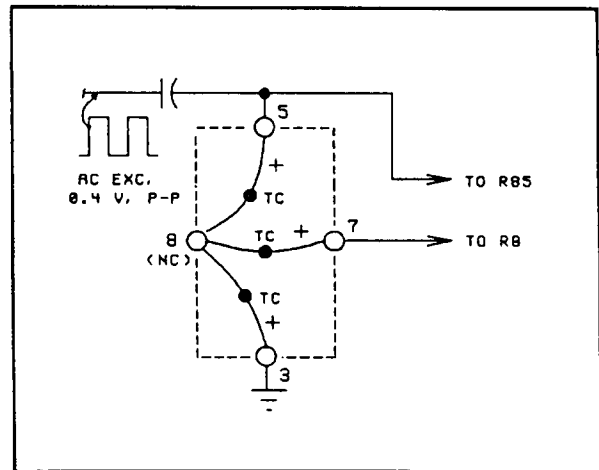 5
+
AC EXC,
0.4 V, P-P
TC
TO R85
8
(NC)
TC
+
7
TO R8
TC
+
3